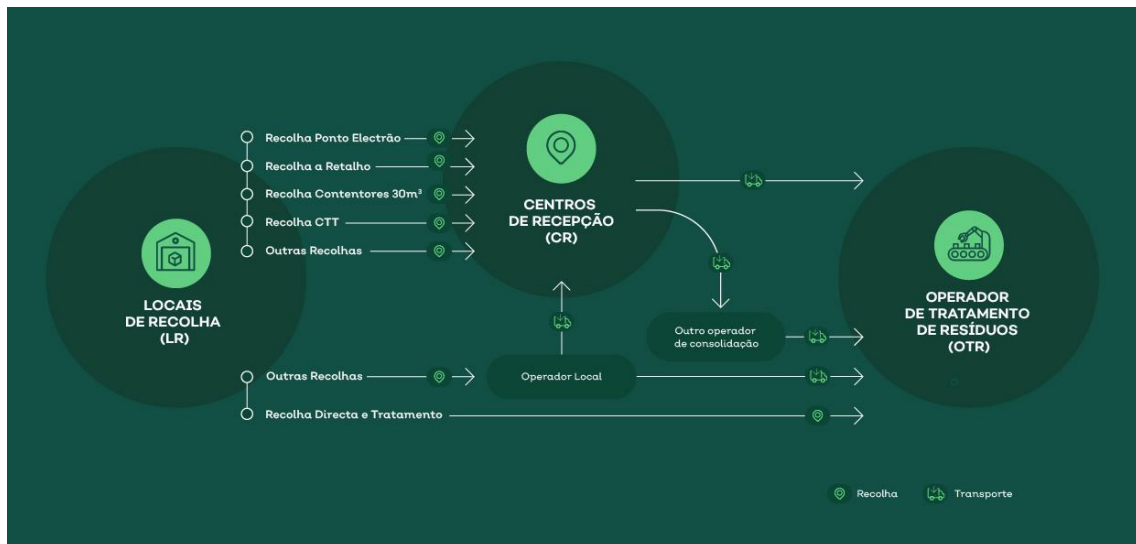 Recolha Ponto Electrão
Recolha a Retalho
Recolha Contentores 30m³
Recolha CTT
Outras Recolhas
LOCAIS
DE RECOLHA
(LR)
CENTROS
DE RECEPÇÃO
(CR)
OPERADOR
DE TRATAMENTO
DE RESÍDUOS
(OTR)
Outro operador
de consolidação
Outras Recolhas
Operador Local
Recolha Directa e Tratamento
Recolha
Transporte